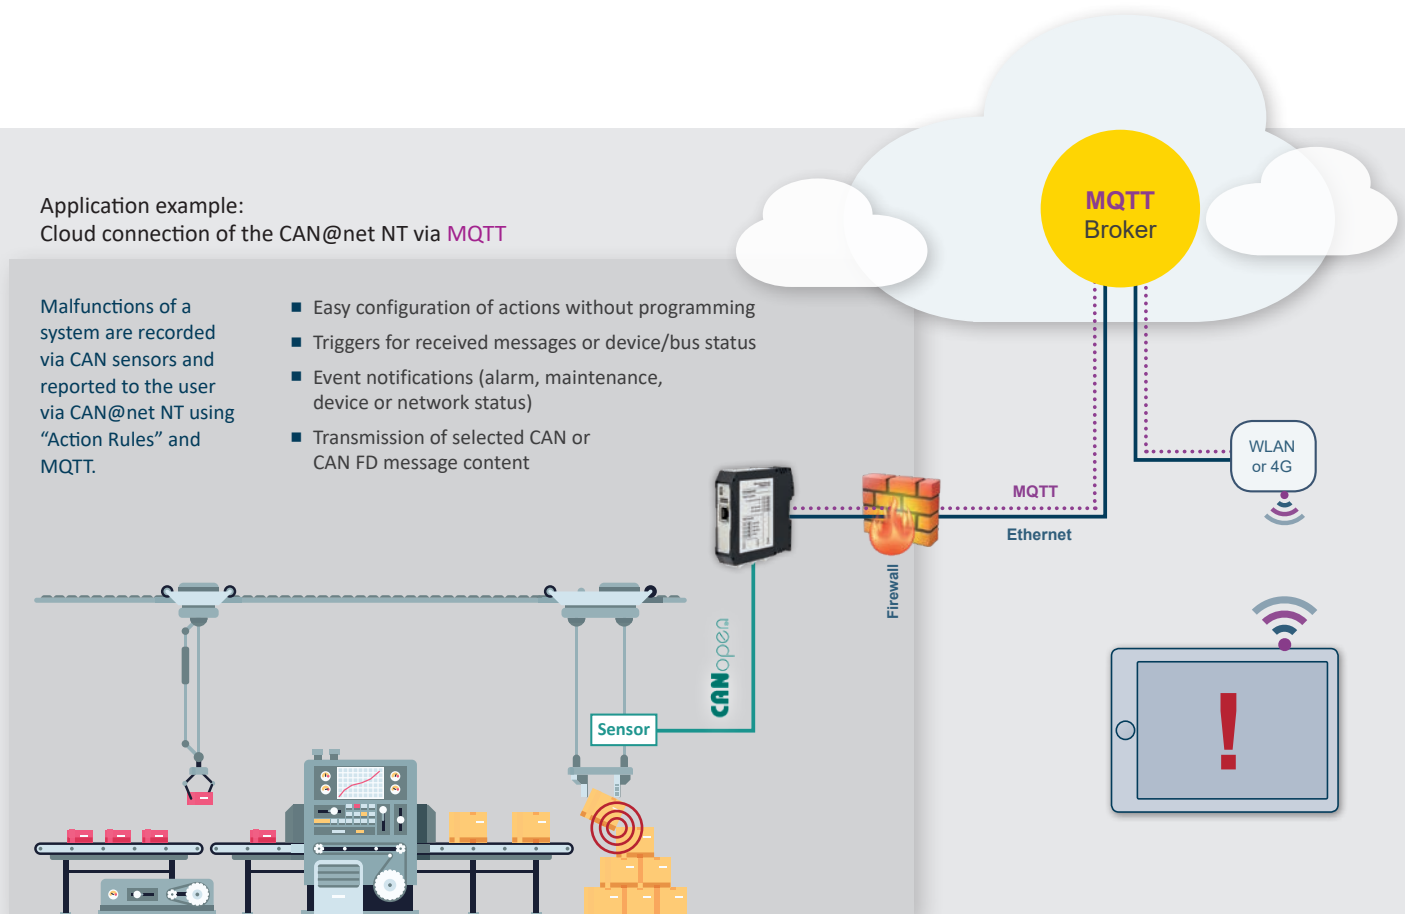 MQTT
Broker
Application example:
Cloud connection of the CAN@net NT via MQTT
Malfunctions of a
system are recorded
via CAN sensors and
reported to the user
via CAN@net NT using
“Action Rules” and
MQTT.
■ Easy configuration of actions without programming
■ Triggers for received messages or device/bus status
■ Event notifications (alarm, maintenance,
device or network status)
■ Transmission of selected CAN or
CAN FD message content
WLAN
or 4G
MQTT
Ethernet
Firewall
CANopen
Sensor
!